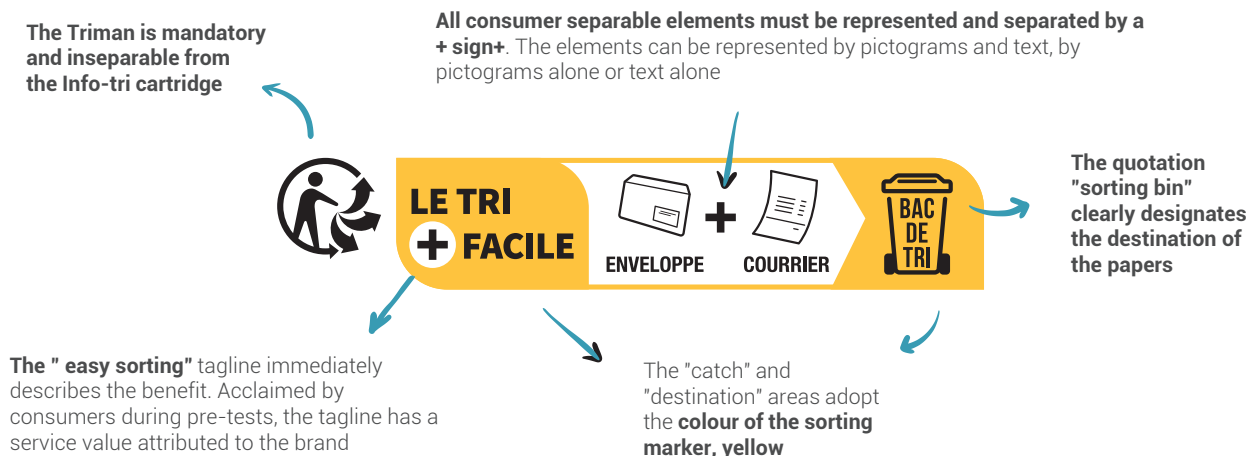 The Triman is mandatory
and inseparable from
the Info-tri cartridge
All consumer separable elements must be represented and separated by a
+ sign+. The elements can be represented by pictograms and text, by
pictograms alone or text alone
LE TRI
+ FACILE
ENVELOPPE
+
COURRIER
BAC
DE
TRI
The quotation
"sorting bin"
clearly designates
the destination of
the papers
The " easy sorting" tagline immediately
describes the benefit. Acclaimed by
consumers during pre-tests, the tagline has a
service value attributed to the brand
The "catch" and
"destination" areas adopt
the colour of the sorting
marker, yellow